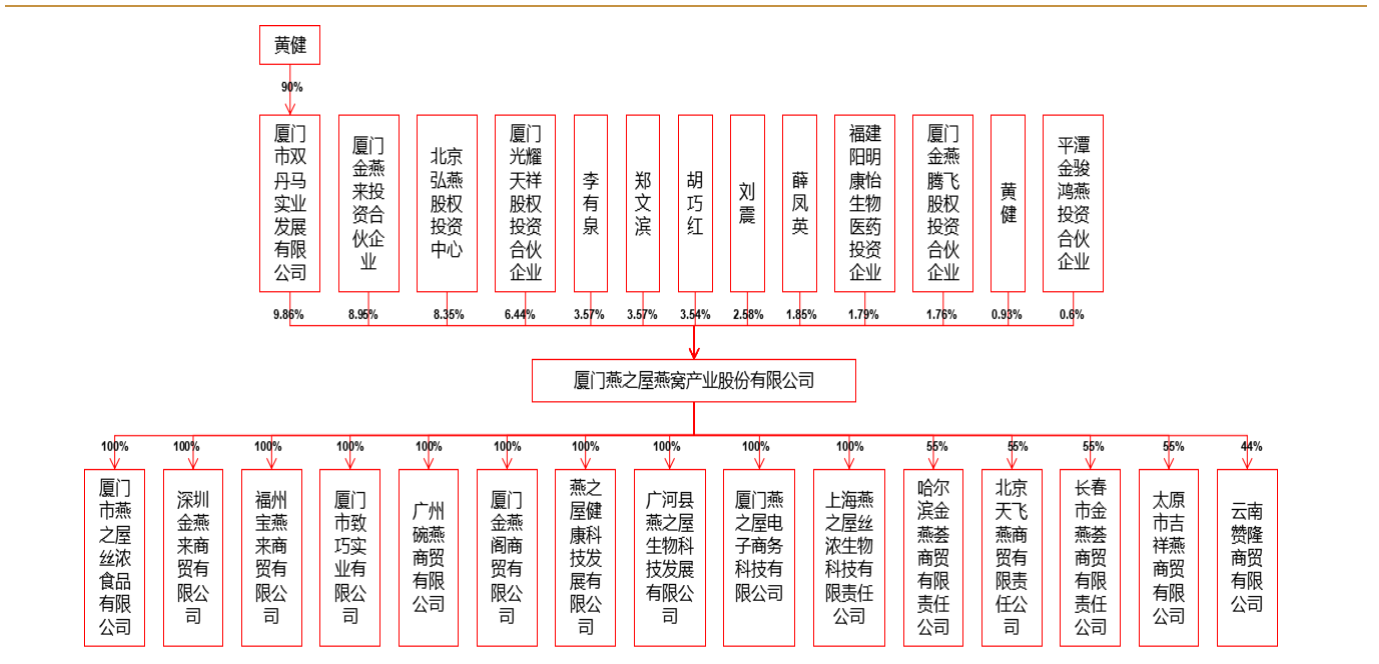 黄健
90%
厦门
市双
丹马
实业
发展
有限
公司
厦门
金燕
来投
资合
伙企
业
北京
弘燕
股权
投资
中心
厦门
光耀
天祥
股权
投资
合伙
企业
李
有
泉
郑
文
滨
胡
巧
红
刘
震
薛
凤
英
福建
阳明
康怡
生物
医药
投资
企业
厦门
金燕
腾飞
股权
投资
合伙
企业
黄
健
平潭
金骏
鸿燕
投资
合伙
企业
9.86%
8.95%
8.35%
6.44%
3.57%
3.57%
3.54%
2.58%
1.85%
1.79%
1.76%
0.93%
0.6%
厦门燕之屋燕窝产业股份有限公司
100%
100%
100%
100%
100%
100%
100%
100%
100%
100%
55%
55%
55%
55%
44%
厦门
市燕
之屋
丝浓
食品
有限
公司
深圳
金燕
来商
贸有
限公
司
福州
宝燕
来商
贸有
限公
司
厦门
市致
巧实
业有
限公
司
广州
碗燕
商贸
有限
公司
厦门
金燕
阁商
贸有
限公
司
燕之
屋健
康科
技发
展有
限公
司
广河县
燕之屋
生物科
技发展
有限公
司
厦门燕
之屋电
子商务
科技有
限公司
上海燕
之屋丝
浓生物
科技有
限责任
公司
哈尔
滨金
燕荟
商贸
有限
责任
公司
北京
天飞
燕商
贸有
限责
任公
司
长春
市金
燕荟
商贸
有限
责任
公司
太原
市吉
祥燕
商贸
有限
公司
云南
赞隆
商贸
有限
公司